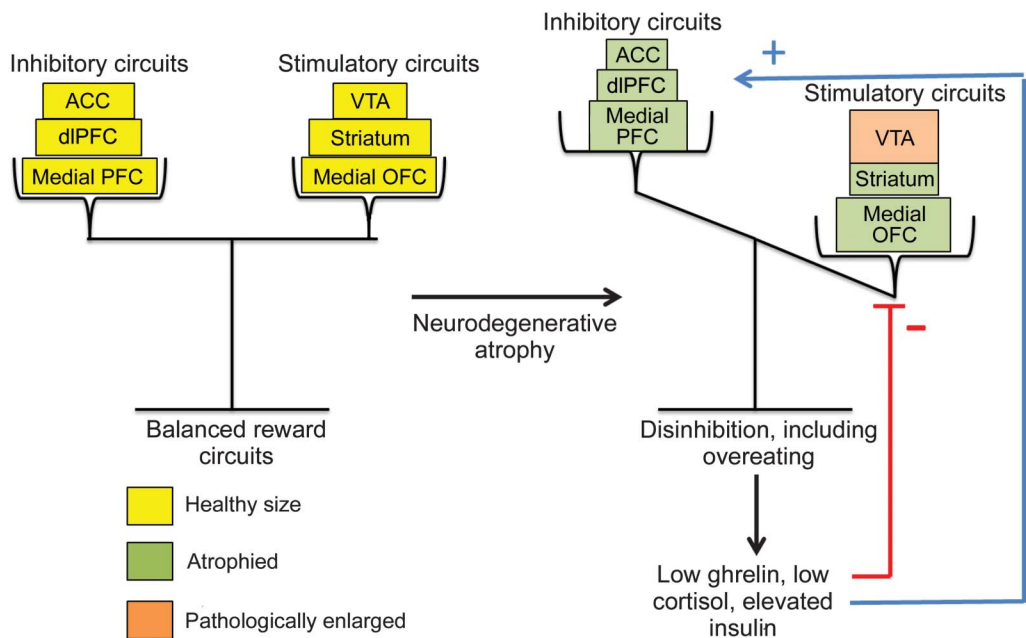 Inhibitory circuits
ACC
dlPFC
Medial PFC
Stimulatory circuits
VTA
Striatum
Medial OFC
Balanced reward
circuits
Neurodegenerative
atrophy
Inhibitory circuits
ACC
dlPFC
Medial
PFC
+
Stimulatory circuits
VTA
Striatum
Medial
OFC
–
Disinhibition, including
overeating
Low ghrelin, low
cortisol, elevated
insulin
Healthy size
Atrophied
Pathologically enlarged